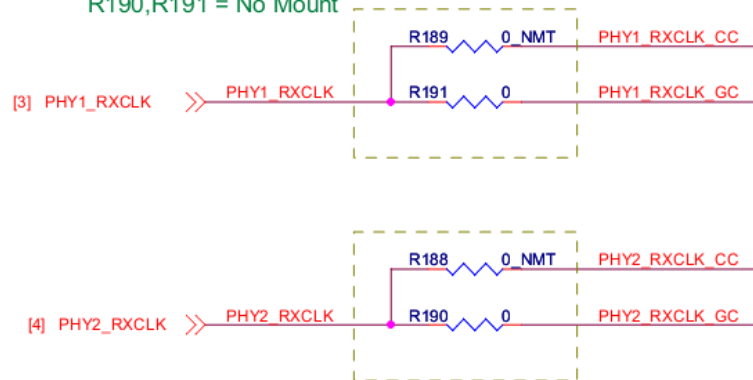 R190,R191 = No Mount
R189 0_NMT PHY1_RXCLK_CC
[3] PHY1_RXCLK PHY1_RXCLK R191 0 PHY1_RXCLK_GC
R188 0_NMT PHY2_RXCLK_CC
[4] PHY2_RXCLK PHY2_RXCLK R190 0 PHY2_RXCLK_GC